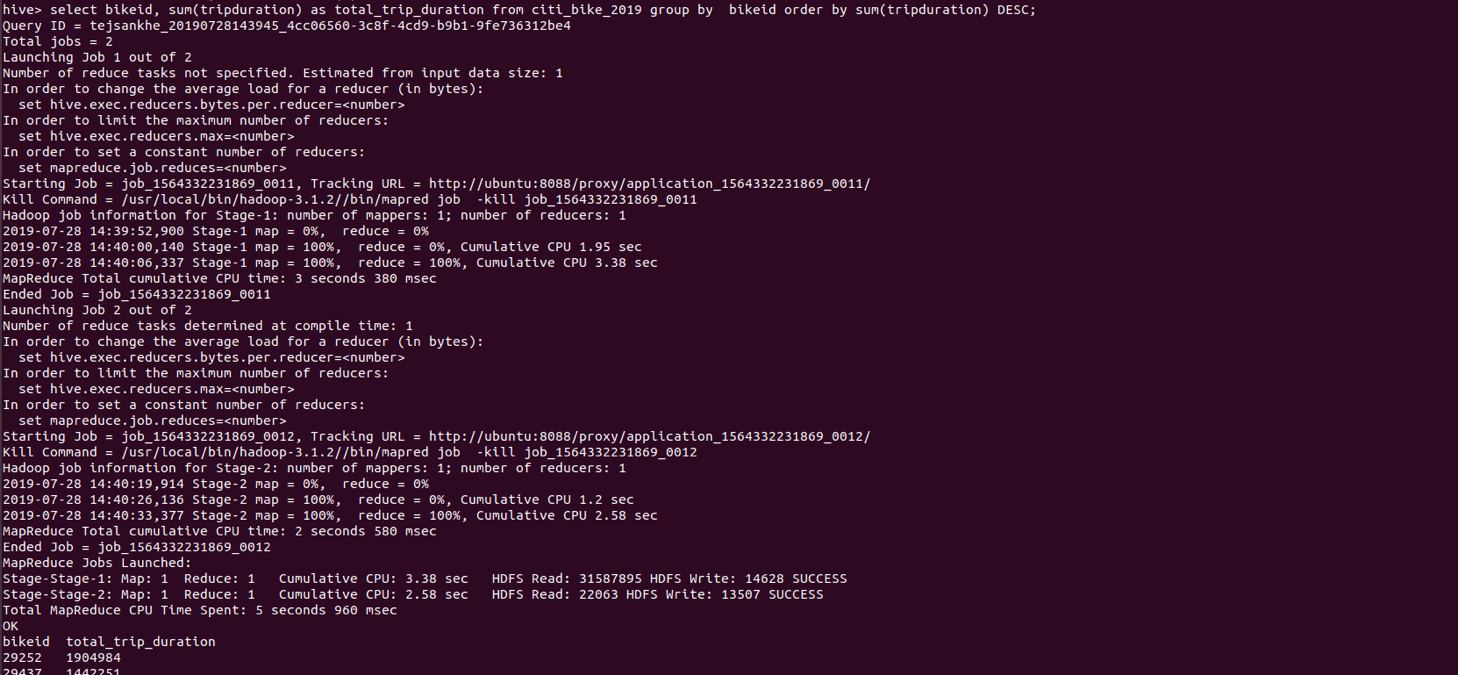 hive> select bikeid, sum(tripduration) as total_trip_duration from citi_bike_2019 group by  bikeid order by sum(tripduration) DESC;
Query ID = tejsankhe_20190728143945_4cc06560-3c8f-4cd9-b9b1-9fe736312be4
Total jobs = 2
Launching Job 1 out of 2
Number of reduce tasks not specified. Estimated from input data size: 1
In order to change the average load for a reducer (in bytes):
  set hive.exec.reducers.bytes.per.reducer=<number>
In order to limit the maximum number of reducers:
  set hive.exec.reducers.max=<number>
In order to set a constant number of reducers:
  set mapreduce.job.reduces=<number>
Starting Job = job_1564332231869_0011, Tracking URL = http://ubuntu:8088/proxy/application_1564332231869_0011/
Kill Command = /usr/local/bin/hadoop-3.1.2//bin/mapred job  -kill job_1564332231869_0011
Hadoop job information for Stage-1: number of mappers: 1; number of reducers: 1
2019-07-28 14:39:52,900 Stage-1 map = 0%,  reduce = 0%
2019-07-28 14:40:00,140 Stage-1 map = 100%,  reduce = 0%, Cumulative CPU 1.95 sec
2019-07-28 14:40:06,337 Stage-1 map = 100%,  reduce = 100%, Cumulative CPU 3.38 sec
MapReduce Total cumulative CPU time: 3 seconds 380 msec
Ended Job = job_1564332231869_0011
Launching Job 2 out of 2
Number of reduce tasks determined at compile time: 1
In order to change the average load for a reducer (in bytes):
  set hive.exec.reducers.bytes.per.reducer=<number>
In order to limit the maximum number of reducers:
  set hive.exec.reducers.max=<number>
In order to set a constant number of reducers:
  set mapreduce.job.reduces=<number>
Starting Job = job_1564332231869_0012, Tracking URL = http://ubuntu:8088/proxy/application_1564332231869_0012/
Kill Command = /usr/local/bin/hadoop-3.1.2//bin/mapred job  -kill job_1564332231869_0012
Hadoop job information for Stage-2: number of mappers: 1; number of reducers: 1
2019-07-28 14:40:19,914 Stage-2 map = 0%,  reduce = 0%
2019-07-28 14:40:26,136 Stage-2 map = 100%,  reduce = 0%, Cumulative CPU 1.2 sec
2019-07-28 14:40:33,377 Stage-2 map = 100%,  reduce = 100%, Cumulative CPU 2.58 sec
MapReduce Total cumulative CPU time: 2 seconds 580 msec
Ended Job = job_1564332231869_0012
MapReduce Jobs Launched:
Stage-Stage-1: Map: 1  Reduce: 1   Cumulative CPU: 3.38 sec   HDFS Read: 31587895 HDFS Write: 14628 SUCCESS
Stage-Stage-2: Map: 1  Reduce: 1   Cumulative CPU: 2.58 sec   HDFS Read: 22063 HDFS Write: 13507 SUCCESS
Total MapReduce CPU Time Spent: 5 seconds 960 msec
OK
bikeid  total_trip_duration
29252   1904984
29437   1442251